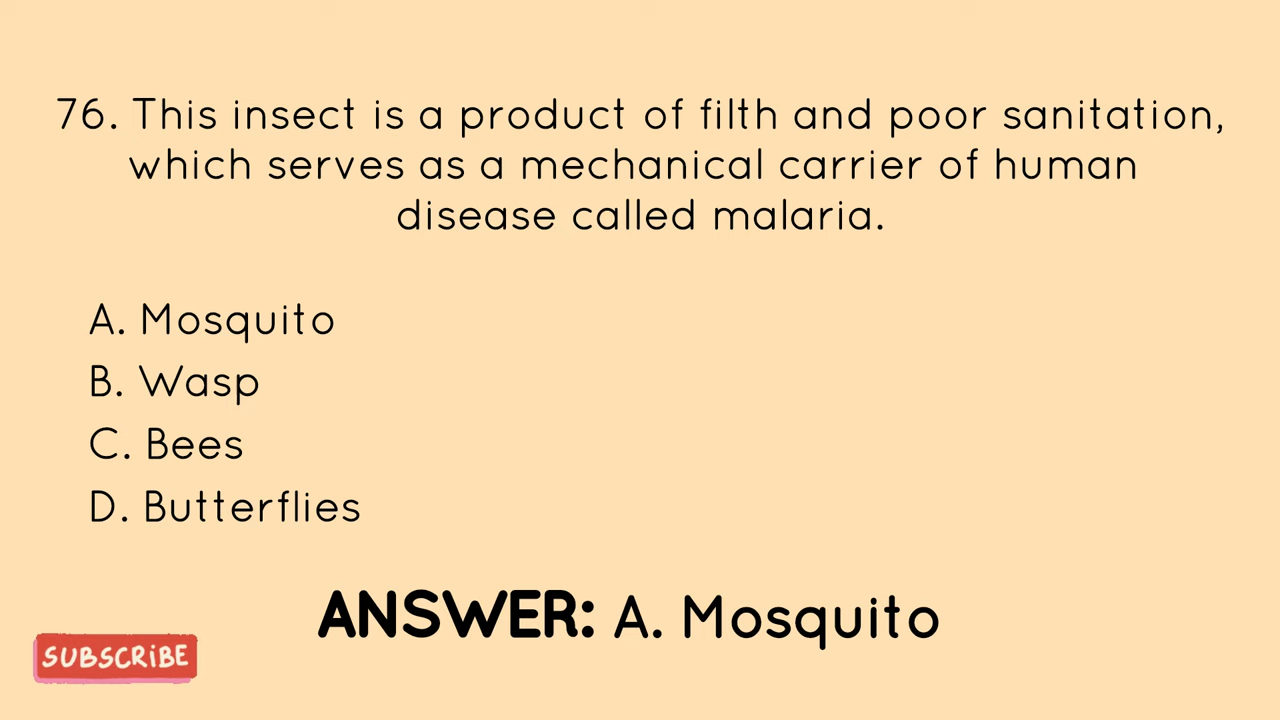 76. This insect is a product of filth and poor sanitation,
which serves as a mechanical carrier of human
disease called malaria.
A. Mosquito
B. Wasp
C. Bees
D. Butterflies
ANSWER: A. Mosquito
SUBSCRIBE